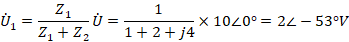 U̇₁ = Z₁/(Z₁ + Z₂) U̇ = 1/(1 + 2 + j4) × 10∠0° = 2∠ − 53°V